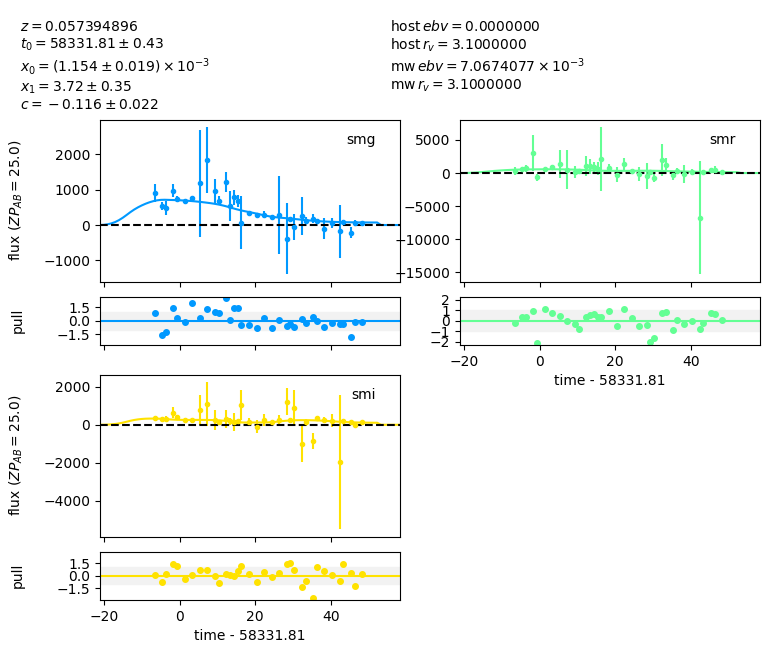 z = 0.057394896
t₀ = 58331.81 ± 0.43
x₀ = (1.154 ± 0.019) × 10⁻³
x₁ = 3.72 ± 0.35
c = −0.116 ± 0.022
host ebv = 0.0000000
host r_v = 3.1000000
mw ebv = 7.0674077 × 10⁻³
mw r_v = 3.1000000
flux (ZP_AB = 25.0)
2000
1000
0
−1000
smg
5000
0
−5000
−10000
−15000
smr
pull
1.5
0.0
−1.5
2
1
0
−1
−2
−20
0
20
40
time - 58331.81
flux (ZP_AB = 25.0)
2000
0
−2000
−4000
smi
pull
1.5
0.0
−1.5
−20
0
20
40
time - 58331.81